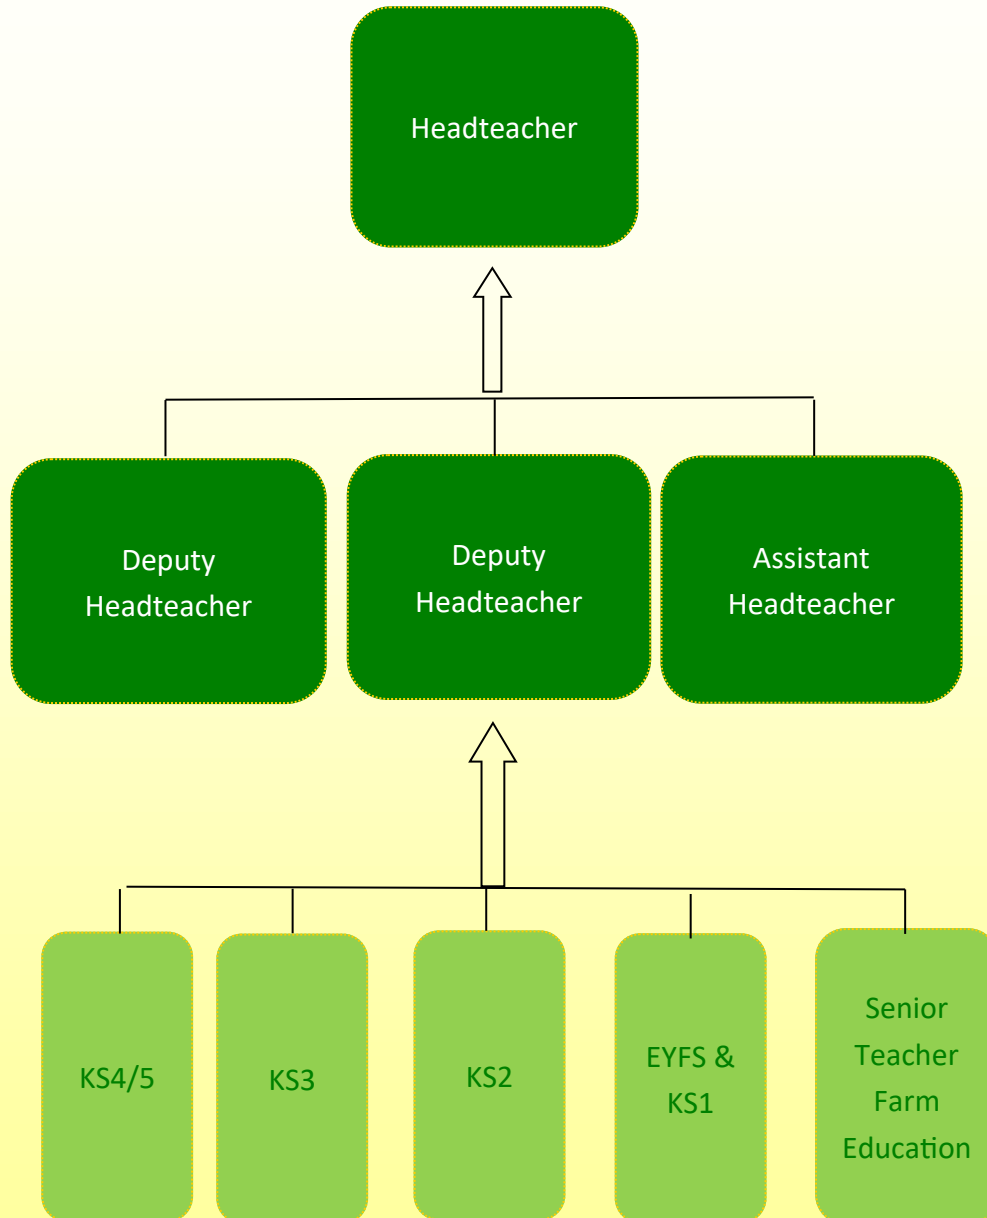 Headteacher
Deputy
Headteacher
Deputy
Headteacher
Assistant
Headteacher
KS4/5
KS3
KS2
EYFS &
KS1
Senior
Teacher
Farm
Education